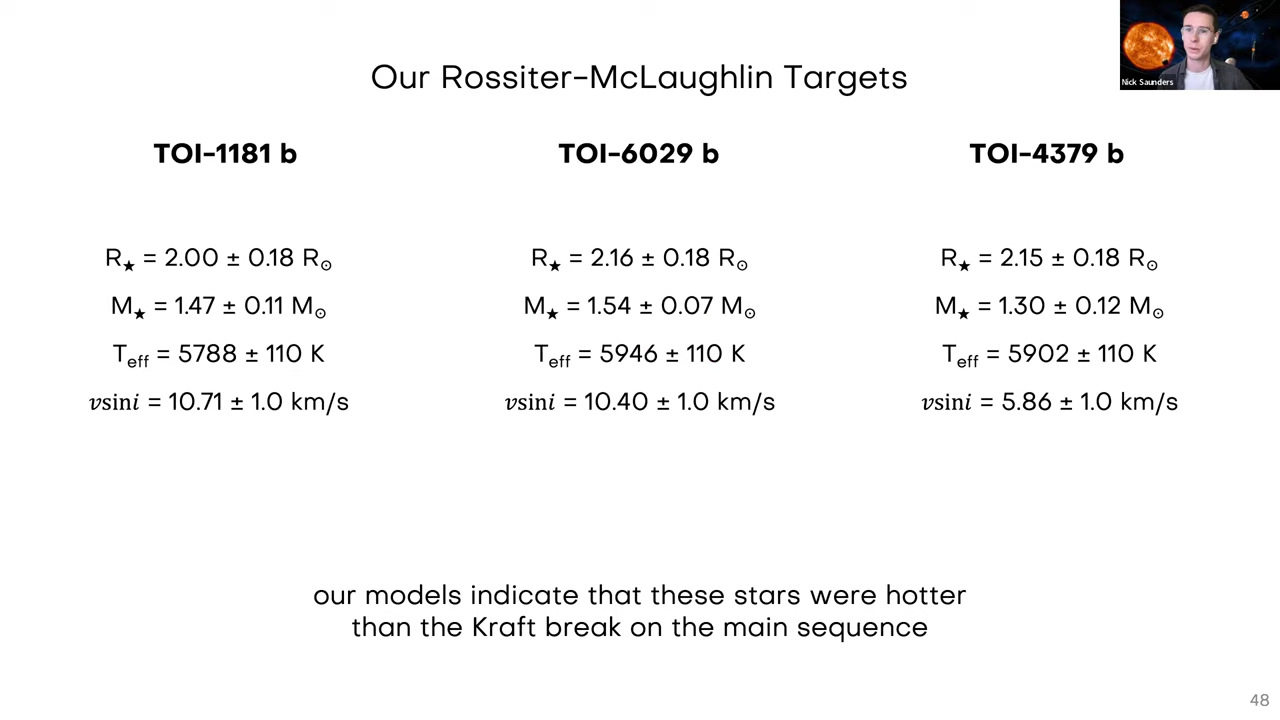 Nick Saunders
Our Rossiter-McLaughlin Targets
TOI-1181 b
R★ = 2.00 ± 0.18 R⊙
M★ = 1.47 ± 0.11 M⊙
Teff = 5788 ± 110 K
vsini = 10.71 ± 1.0 km/s
TOI-6029 b
R★ = 2.16 ± 0.18 R⊙
M★ = 1.54 ± 0.07 M⊙
Teff = 5946 ± 110 K
vsini = 10.40 ± 1.0 km/s
TOI-4379 b
R★ = 2.15 ± 0.18 R⊙
M★ = 1.30 ± 0.12 M⊙
Teff = 5902 ± 110 K
vsini = 5.86 ± 1.0 km/s
our models indicate that these stars were hotter
than the Kraft break on the main sequence
48